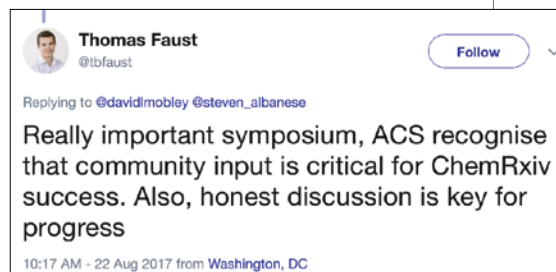 Thomas Faust
Follow
@tbfaust
Replying to @davidlmobley @steven_albanese
Really important symposium, ACS recognise
that community input is critical for ChemRxiv
success. Also, honest discussion is key for
progress
10:17 AM - 22 Aug 2017 from Washington, DC